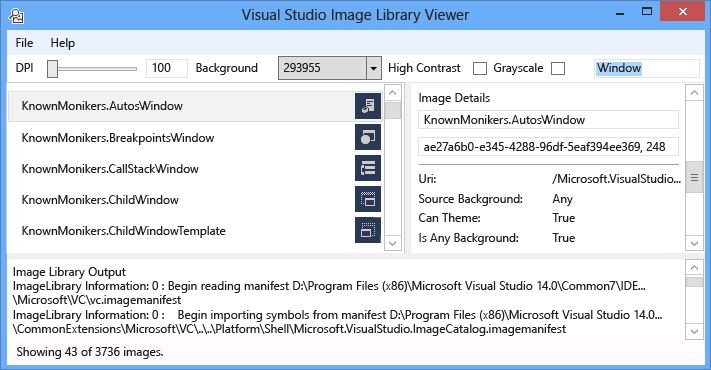 Visual Studio Image Library Viewer
File Help
DPI 100 Background 293955 High Contrast Grayscale Window
KnownMonikers.AutosWindow
KnownMonikers.BreakpointsWindow
KnownMonikers.CallStackWindow
KnownMonikers.ChildWindow
KnownMonikers.ChildWindowTemplate
Image Details
KnownMonikers.AutosWindow
ae27a6b0-e345-4288-96df-5eaf394ee369, 248
Uri: /Microsoft.VisualStudio...
Source Background: Any
Can Theme: True
Is Any Background: True
ImageLibrary Output
ImageLibrary Information: 0 : Begin reading manifest D:\Program Files (x86)\Microsoft Visual Studio 14.0\Common7\IDE...
\Microsoft\VC\vc.imagemanifest
ImageLibrary Information: 0 : Begin importing symbols from manifest D:\Program Files (x86)\Microsoft Visual Studio 14.0...
\CommonExtensions\Microsoft\VC\..\..\Platform\Shell\Microsoft.VisualStudio.ImageCatalog.imagemanifest
Showing 43 of 3736 images.